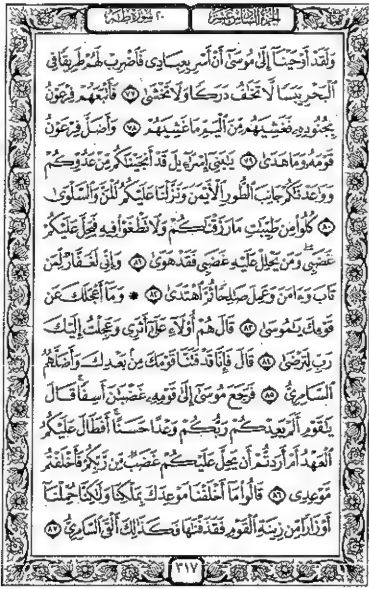 الجزء السادس عشر
٢٠ سورة طه
وَلَقَدْ أَوْحَيْنَآ إِلَىٰ مُوسَىٰٓ أَنْ أَسْرِ بِعِبَادِى فَٱضْرِبْ لَهُمْ طَرِيقًا فِى
ٱلْبَحْرِ يَبَسًا لَّا تَخَٰفُ دَرَكًا وَلَا تَخْشَىٰ ٧٧ فَأَتْبَعَهُمْ فِرْعَوْنُ
بِجُنُودِهِۦ فَغَشِيَهُم مِّنَ ٱلْيَمِّ مَا غَشِيَهُمْ ٧٨ وَأَضَلَّ فِرْعَوْنُ
قَوْمَهُۥ وَمَا هَدَىٰ ٧٩ يَٰبَنِىٓ إِسْرَٰٓءِيلَ قَدْ أَنجَيْنَٰكُم مِّنْ عَدُوِّكُمْ
وَوَٰعَدْنَٰكُمْ جَانِبَ ٱلطُّورِ ٱلْأَيْمَنَ وَنَزَّلْنَا عَلَيْكُمُ ٱلْمَنَّ وَٱلسَّلْوَىٰ
٨٠ كُلُوا۟ مِن طَيِّبَٰتِ مَا رَزَقْنَٰكُمْ وَلَا تَطْغَوْا۟ فِيهِ فَيَحِلَّ عَلَيْكُمْ
غَضَبِى وَمَن يَحْلِلْ عَلَيْهِ غَضَبِى فَقَدْ هَوَىٰ ٨١ وَإِنِّى لَغَفَّارٌ لِّمَن
تَابَ وَءَامَنَ وَعَمِلَ صَٰلِحًا ثُمَّ ٱهْتَدَىٰ ٨٢ * وَمَآ أَعْجَلَكَ عَن
قَوْمِكَ يَٰمُوسَىٰ ٨٣ قَالَ هُمْ أُو۟لَآءِ عَلَىٰٓ أَثَرِى وَعَجِلْتُ إِلَيْكَ
رَبِّ لِتَرْضَىٰ ٨٤ قَالَ فَإِنَّا قَدْ فَتَنَّا قَوْمَكَ مِنۢ بَعْدِكَ وَأَضَلَّهُمُ
ٱلسَّامِرِىُّ ٨٥ فَرَجَعَ مُوسَىٰٓ إِلَىٰ قَوْمِهِۦ غَضْبَٰنَ أَسِفًا قَالَ
يَٰقَوْمِ أَلَمْ يَعِدْكُمْ رَبُّكُمْ وَعْدًا حَسَنًا أَفَطَالَ عَلَيْكُمُ
ٱلْعَهْدُ أَمْ أَرَدتُّمْ أَن يَحِلَّ عَلَيْكُمْ غَضَبٌ مِّن رَّبِّكُمْ فَأَخْلَفْتُم
مَّوْعِدِى ٨٦ قَالُوا۟ مَآ أَخْلَفْنَا مَوْعِدَكَ بِمَلْكِنَا وَلَٰكِنَّا حُمِّلْنَآ
أَوْزَارًا مِّن زِينَةِ ٱلْقَوْمِ فَقَذَفْنَٰهَا فَكَذَٰلِكَ أَلْقَى ٱلسَّامِرِىُّ ٨٧
٣١٧